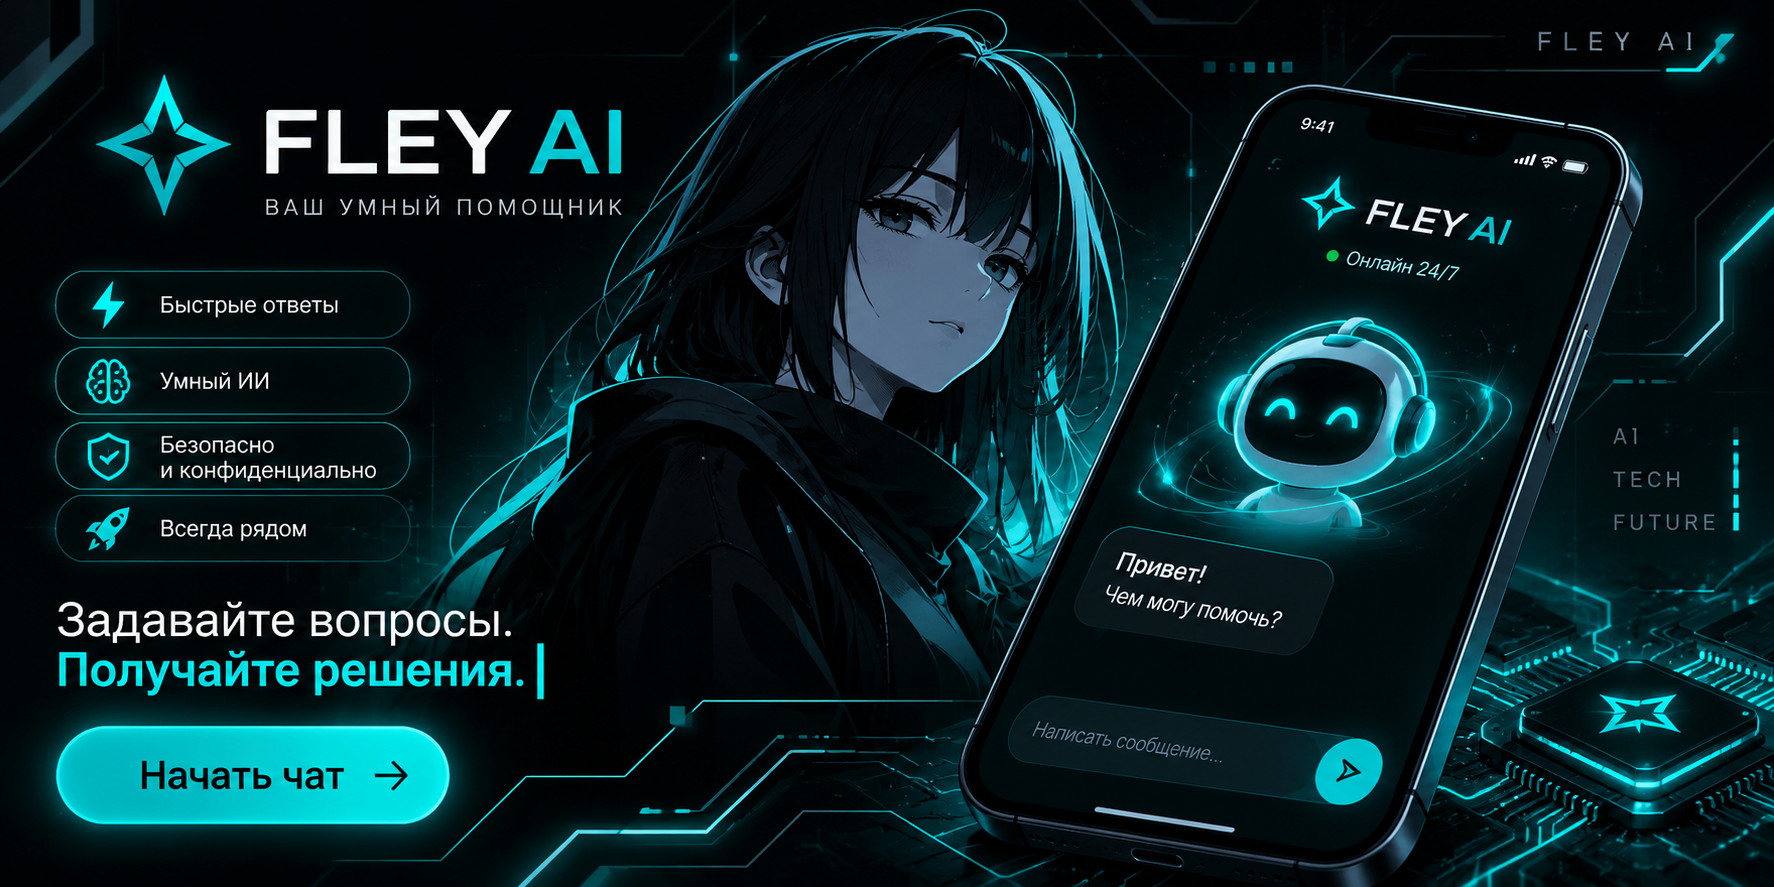 FLEY AI
ВАШ УМНЫЙ ПОМОЩНИК
Быстрые ответы
Умный ИИ
Безопасно
и конфиденциально
Всегда рядом
Задавайте вопросы.
Получайте решения.
Начать чат
9:41
FLEY AI
Онлайн 24/7
Привет!
Чем могу помочь?
Написать сообщение...
FLEY AI
AI
TECH
FUTURE